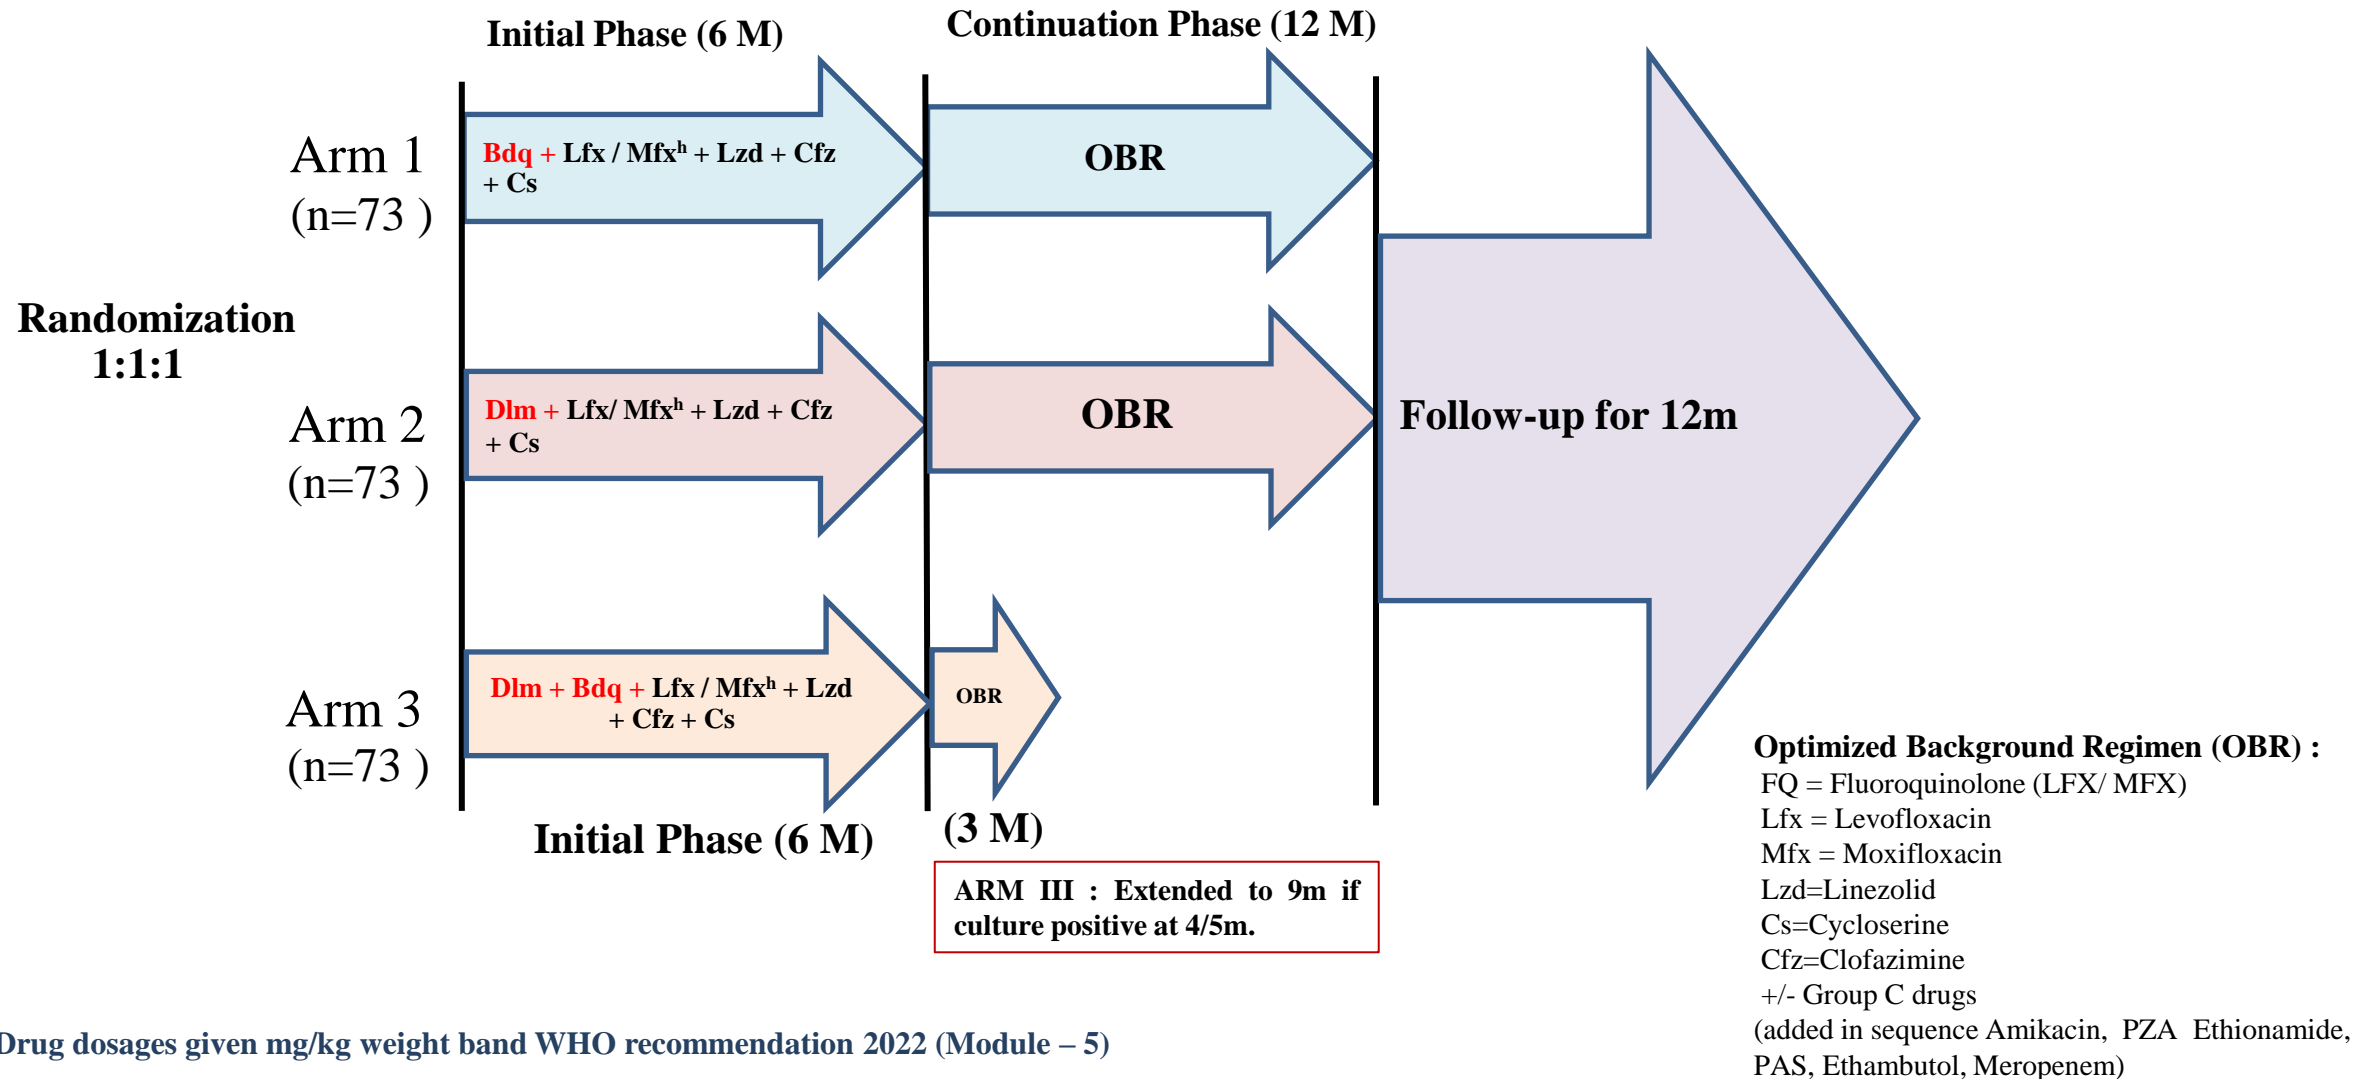 Initial Phase (6 M)
Continuation Phase (12 M)
Arm 1
(n=73 )
Bdq + Lfx / Mfxʰ + Lzd + Cfz
+ Cs
OBR
Randomization
1:1:1
Arm 2
(n=73 )
Dlm + Lfx/ Mfxʰ + Lzd + Cfz
+ Cs
OBR
Follow-up for 12m
Arm 3
(n=73 )
Dlm + Bdq + Lfx / Mfxʰ + Lzd
+ Cfz + Cs
OBR
Initial Phase (6 M)
(3 M)
ARM III : Extended to 9m if
culture positive at 4/5m.
Optimized Background Regimen (OBR) :
FQ = Fluoroquinolone (LFX/ MFX)
Lfx = Levofloxacin
Mfx = Moxifloxacin
Lzd=Linezolid
Cs=Cycloserine
Cfz=Clofazimine
+/- Group C drugs
(added in sequence Amikacin, PZA Ethionamide,
PAS, Ethambutol, Meropenem)
Drug dosages given mg/kg weight band WHO recommendation 2022 (Module – 5)